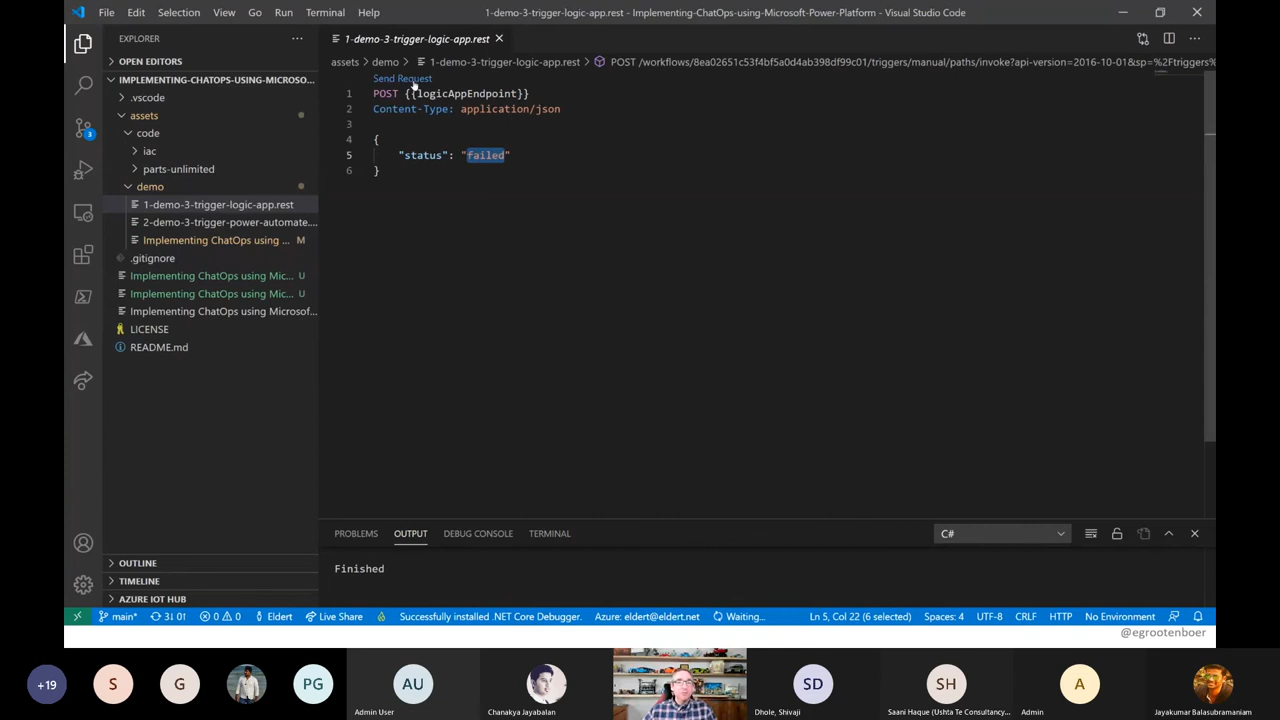 File Edit Selection View Go Run Terminal Help
1-demo-3-trigger-logic-app.rest - Implementing-ChatOps-using-Microsoft-Power-Platform - Visual Studio Code
EXPLORER
1-demo-3-trigger-logic-app.rest
OPEN EDITORS
assets > demo > 1-demo-3-trigger-logic-app.rest > POST /workflows/8ea02651c53f4bf5a0d4ab398df99c01/triggers/manual/paths/invoke?api-version=2016-10-01&sp=%2Ftriggers%
IMPLEMENTING-CHATOPS-USING-MICROSO...
Send Request
.vscode
1 POST {{logicAppEndpoint}}
2 Content-Type: application/json
assets
3
code
4 {
iac
5 "status": "failed"
parts-unlimited
6 }
demo
1-demo-3-trigger-logic-app.rest
2-demo-3-trigger-power-automate....
Implementing ChatOps using ... M
.gitignore
Implementing ChatOps using Mic... U
Implementing ChatOps using Mic... U
Implementing ChatOps using Microsof...
LICENSE
README.md
3
PROBLEMS OUTPUT DEBUG CONSOLE TERMINAL
C#
Finished
OUTLINE
TIMELINE
AZURE IOT HUB
main* 3↓ 0↑ 0 0 Eldert Live Share Successfully installed .NET Core Debugger. Azure: eldert@eldert.net Waiting... Ln 5, Col 22 (6 selected) Spaces: 4 UTF-8 CRLF HTTP No Environment
@egrootenboer
+19 S G PG AU SD SH A
Admin User Chanakya Jayabalan Dhole, Shivaji Saani Haque (Ushta Te Consultancy... Admin Jayakumar Balasubramaniam